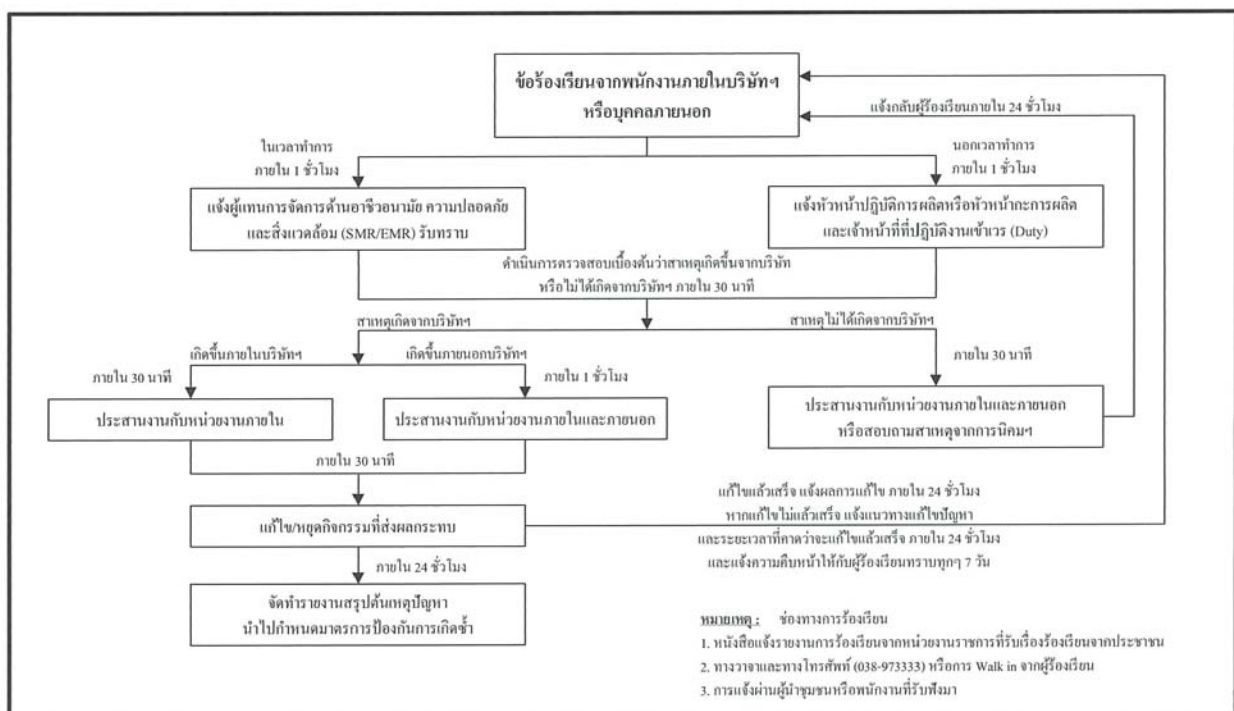 ข้อร้องเรียนจากพนักงานภายในบริษัทฯ
หรือบุคคลภายนอก
แจ้งกลับผู้ร้องเรียนภายใน 24 ชั่วโมง
ในเวลาทำการ
ภายใน 1 ชั่วโมง
นอกเวลาทำการ
ภายใน 1 ชั่วโมง
แจ้งผู้แทนการจัดการด้านอาชีวอนามัย ความปลอดภัย
และสิ่งแวดล้อม (SMR/EMR) รับทราบ
แจ้งหัวหน้าปฏิบัติการผลิตหรือหัวหน้ากะการผลิต
และเจ้าหน้าที่ที่ปฏิบัติงานเข้าเวร (Duty)
ดำเนินการตรวจสอบเบื้องต้นว่าสาเหตุเกิดขึ้นจากบริษัท
หรือไม่ได้เกิดจากบริษัทฯ ภายใน 30 นาที
สาเหตุเกิดจากบริษัทฯ
สาเหตุไม่ได้เกิดจากบริษัทฯ
เกิดขึ้นภายในบริษัทฯ
เกิดขึ้นภายนอกบริษัทฯ
ภายใน 30 นาที
ภายใน 1 ชั่วโมง
ภายใน 30 นาที
ประสานงานกับหน่วยงานภายใน
ประสานงานกับหน่วยงานภายในและภายนอก
ประสานงานกับหน่วยงานภายในและภายนอก
หรือสอบถามสาเหตุจากการนิคมฯ
ภายใน 30 นาที
แก้ไข/หยุดกิจกรรมที่ส่งผลกระทบ
แก้ไขแล้วเสร็จ แจ้งผลการแก้ไข ภายใน 24 ชั่วโมง
หากแก้ไขไม่แล้วเสร็จ แจ้งแนวทางแก้ไขปัญหา
และระยะเวลาที่คาดว่าจะแก้ไขแล้วเสร็จ ภายใน 24 ชั่วโมง
และแจ้งความคืบหน้าให้กับผู้ร้องเรียนทราบทุกๆ 7 วัน
ภายใน 24 ชั่วโมง
จัดทำรายงานสรุปต้นเหตุปัญหา
นำไปกำหนดมาตรการป้องกันการเกิดซ้ำ
หมายเหตุ : ช่องทางการร้องเรียน
1. หนังสือแจ้งรายงานการร้องเรียนจากหน่วยงานราชการที่รับเรื่องร้องเรียนจากประชาชน
2. ทางวาจาและทางโทรศัพท์ (038-973333) หรือการ Walk in จากผู้ร้องเรียน
3. การแจ้งผ่านผู้นำชุมชนหรือพนักงานที่รับฟังมา